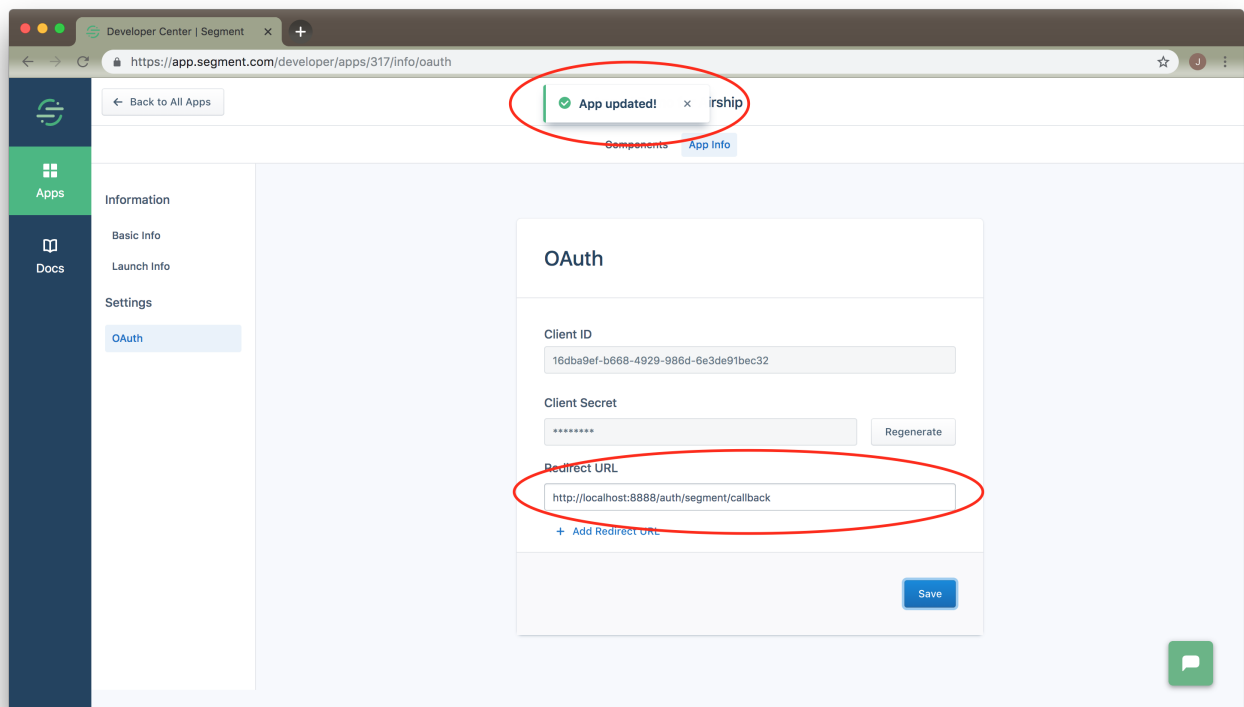 Developer Center | Segment
https://app.segment.com/developer/apps/317/info/oauth
J
Back to All Apps
App updated!
Components
App Info
Apps
Docs
Information
Basic Info
Launch Info
Settings
OAuth
OAuth
Client ID
16dba9ef-b668-4929-986d-6e3de91bec32
Client Secret
********
Regenerate
Redirect URL
http://localhost:8888/auth/segment/callback
+ Add Redirect URL
Save